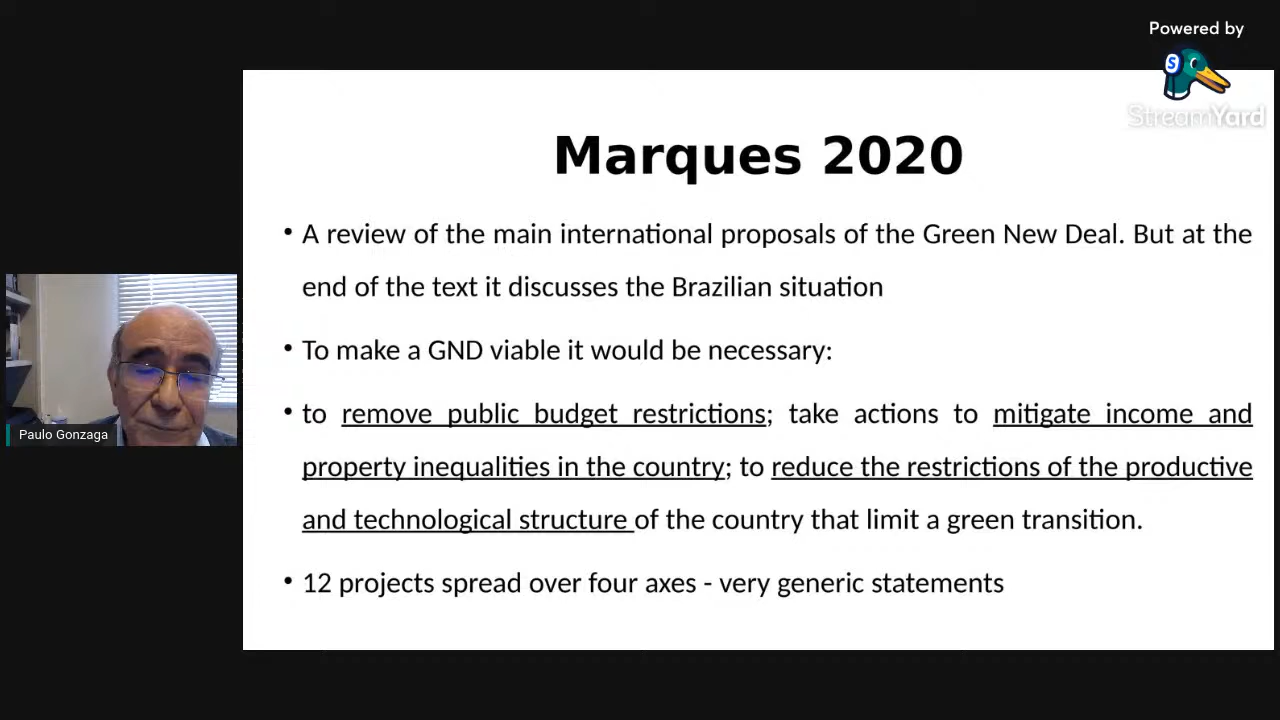 Powered by
StreamYard
Marques 2020
• A review of the main international proposals of the Green New Deal. But at the
end of the text it discusses the Brazilian situation
• To make a GND viable it would be necessary:
• to remove public budget restrictions; take actions to mitigate income and
property inequalities in the country; to reduce the restrictions of the productive
and technological structure of the country that limit a green transition.
• 12 projects spread over four axes - very generic statements
Paulo Gonzaga